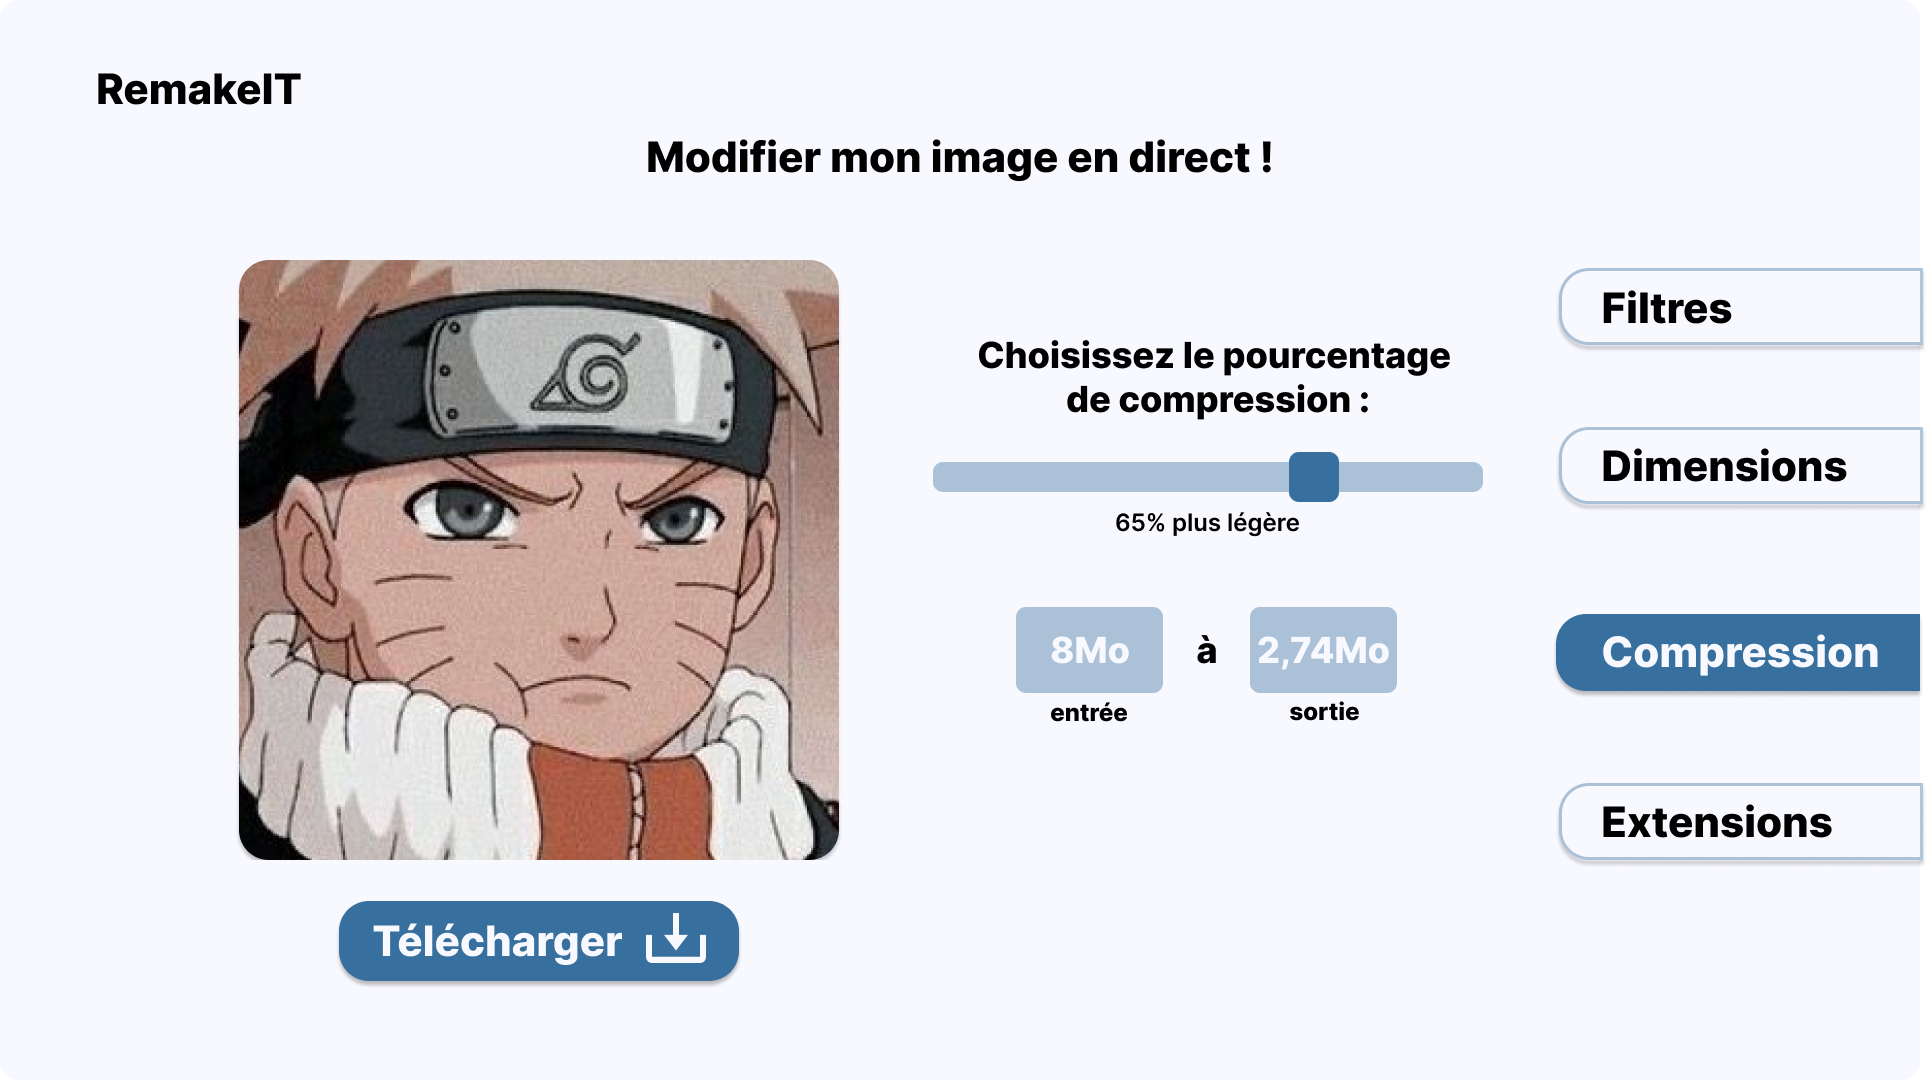 RemakeIT
Modifier mon image en direct !
Choisissez le pourcentage
de compression :
65% plus légère
8Mo à 2,74Mo
entrée sortie
Filtres
Dimensions
Compression
Extensions
Télécharger